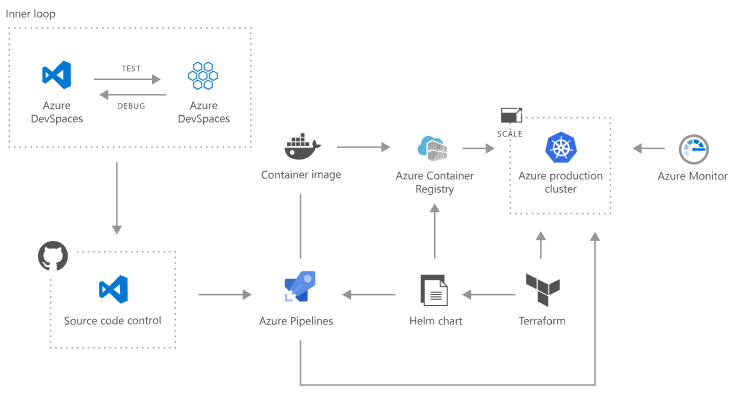 Inner loop
TEST
DEBUG
Azure
DevSpaces
Azure
DevSpaces
SCALE
Container image
Azure Container
Registry
Azure production
cluster
Azure Monitor
Source code control
Azure Pipelines
Helm chart
Terraform